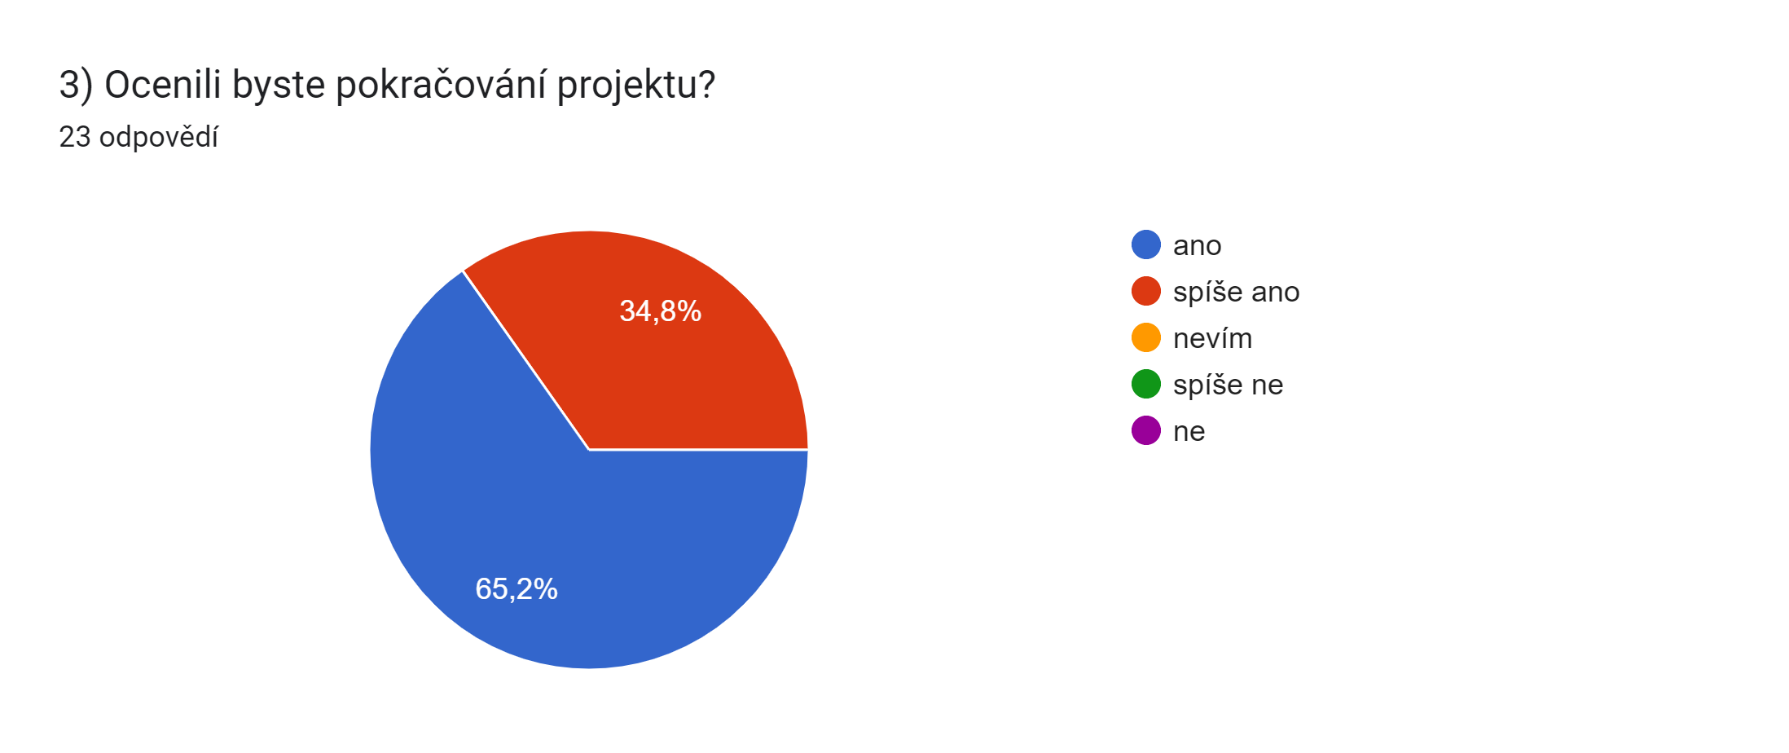 3) Ocenili byste pokračování projektu?
23 odpovědí
34,8%
65,2%
ano
spíše ano
nevím
spíše ne
ne